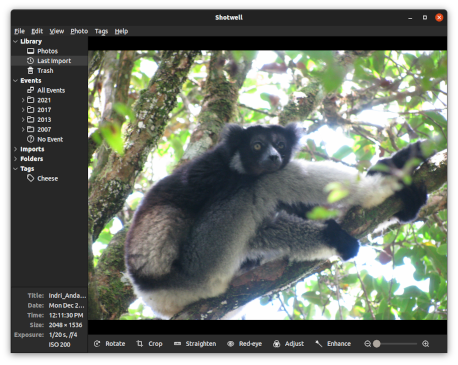 Shotwell
File Edit View Photo Tags Help
Library
Photos
Last Import
Trash
Events
All Events
2021
2017
2013
2007
No Event
Imports
Folders
Tags
Cheese
Title: Indri_Anda...
Date: Mon Dec 2...
Time: 12:11:30 PM
Size: 2048 × 1536
Exposure: 1/20 s, f/4
ISO 200
Rotate Crop Straighten Red-eye Adjust Enhance